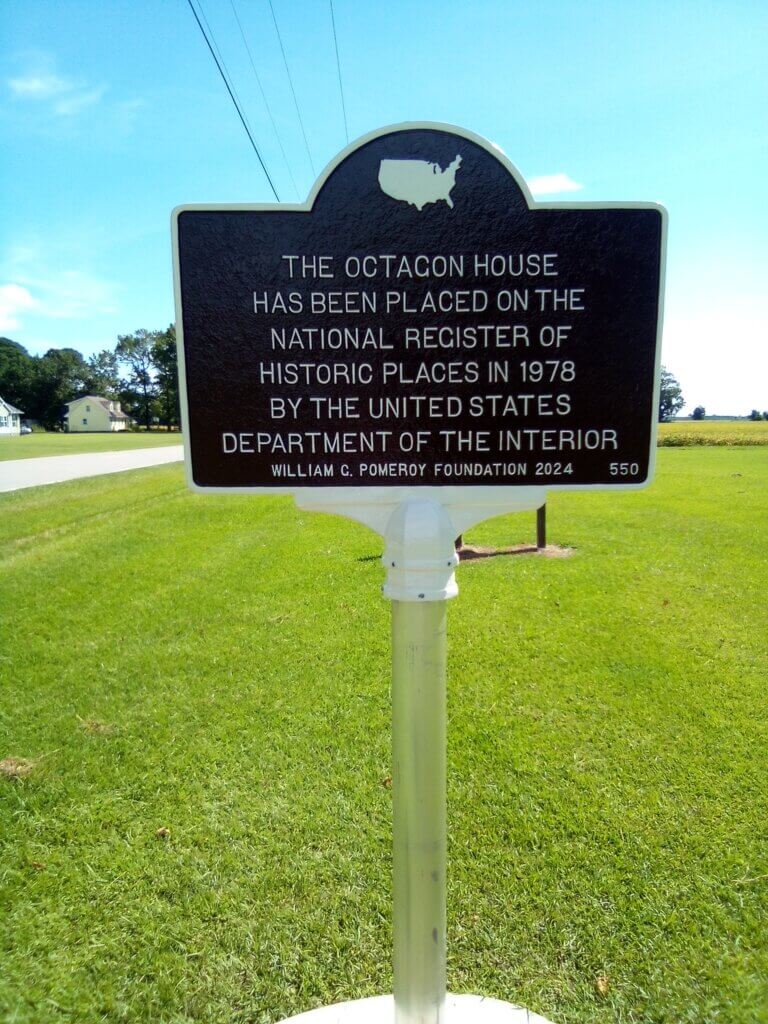 THE OCTAGON HOUSE
HAS BEEN PLACED ON THE
NATIONAL REGISTER OF
HISTORIC PLACES IN 1978
BY THE UNITED STATES
DEPARTMENT OF THE INTERIOR
WILLIAM G. POMEROY FOUNDATION 2024 550